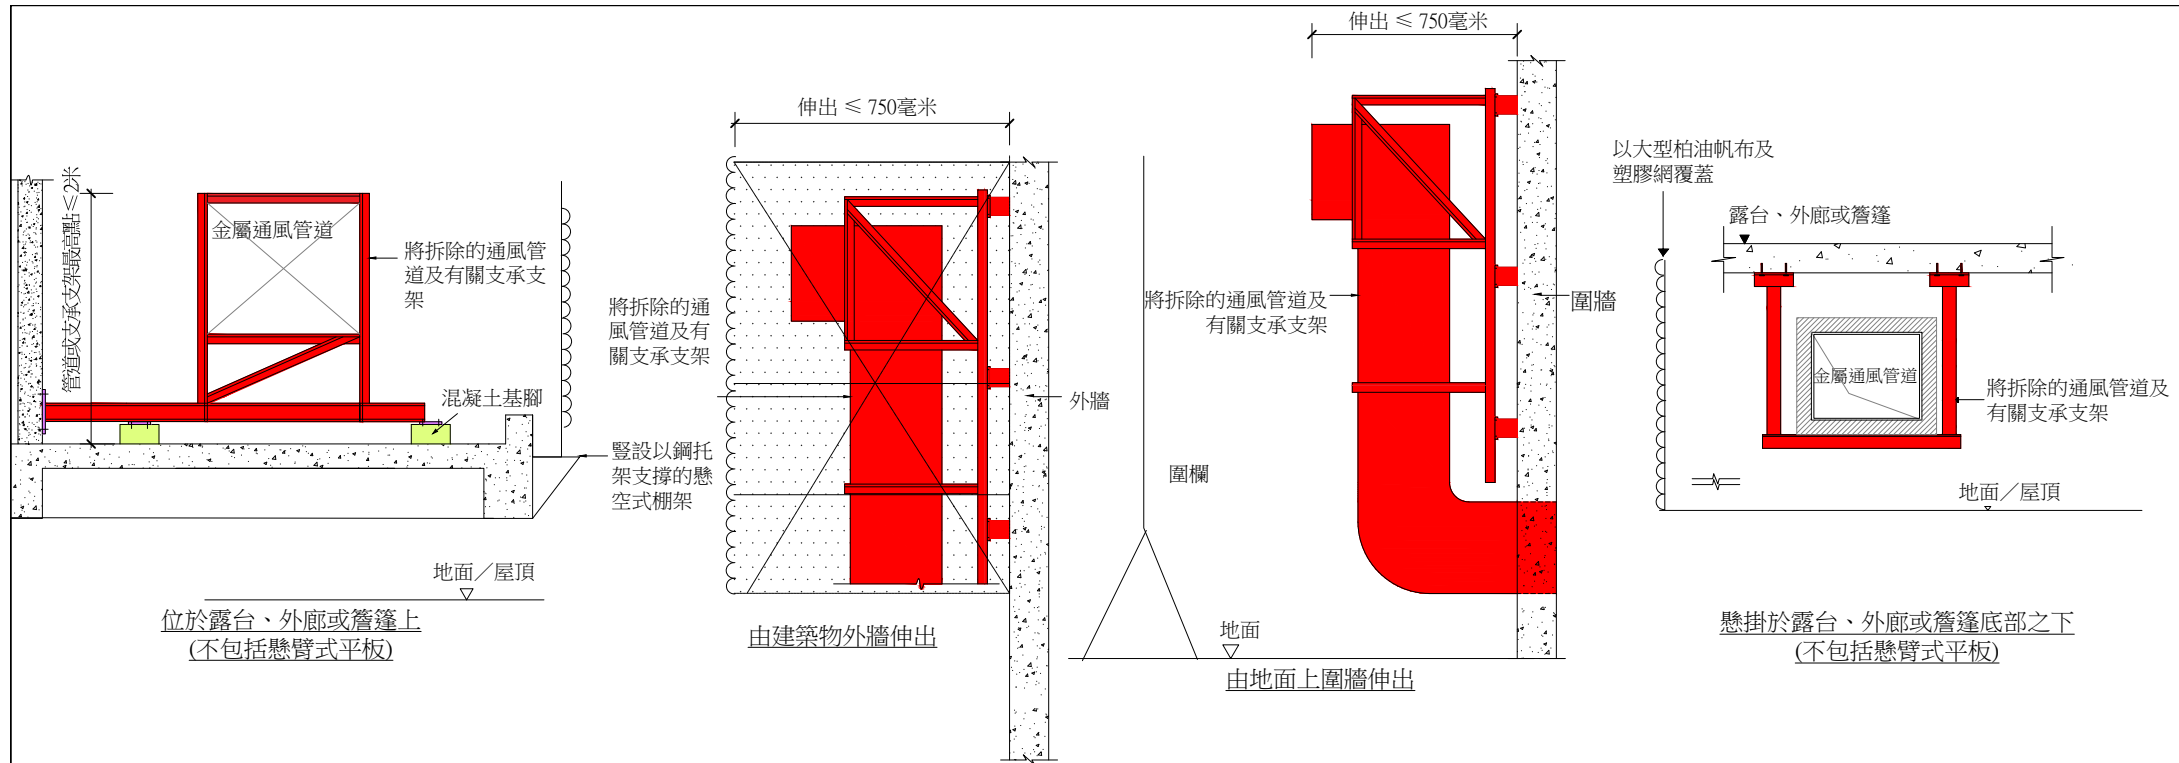 管道或支承支架最高點≤2米
金屬通風管道
將拆除的通風管
道及有關支承支
架
混凝土基腳
地面／屋頂
位於露台、外廊或簷篷上
(不包括懸臂式平板)
伸出 ≤ 750毫米
將拆除的通
風管道及有
關支承支架
豎設以鋼托
架支撐的懸
空式棚架
外牆
由建築物外牆伸出
伸出 ≤ 750毫米
將拆除的通風管道及
有關支承支架
圍牆
圍欄
地面
由地面上圍牆伸出
以大型柏油帆布及
塑膠網覆蓋
露台、外廊或簷篷
金屬通風管道
將拆除的通風管道及
有關支承支架
地面／屋頂
懸掛於露台、外廊或簷篷底部之下
(不包括懸臂式平板)